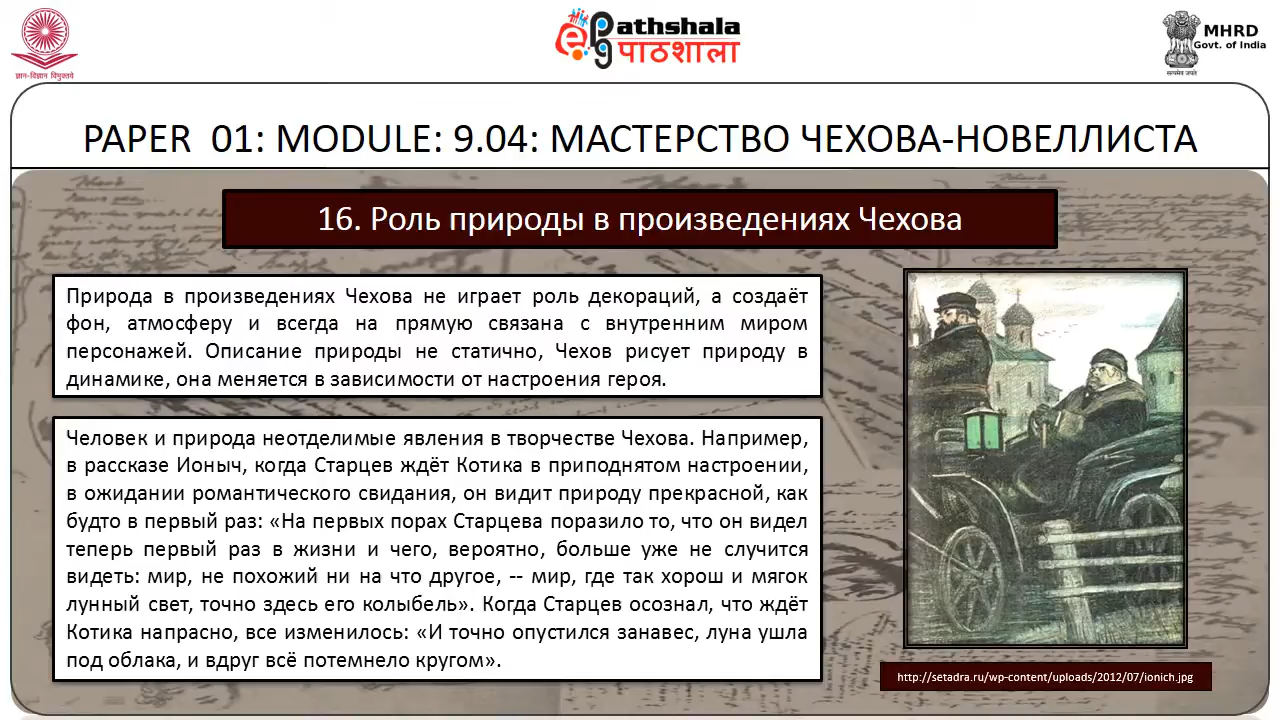 ज्ञान-विज्ञान विमुक्तये
ePg Pathshala
पाठशाला
MHRD
Govt. of India
सत्यमेव जयते
PAPER 01: MODULE: 9.04: МАСТЕРСТВО ЧЕХОВА-НОВЕЛЛИСТА
16. Роль природы в произведениях Чехова
Природа в произведениях Чехова не играет роль декораций, а создаёт
фон, атмосферу и всегда на прямую связана с внутренним миром
персонажей. Описание природы не статично, Чехов рисует природу в
динамике, она меняется в зависимости от настроения героя.
Человек и природа неотделимые явления в творчестве Чехова. Например,
в рассказе Ионыч, когда Старцев ждёт Котика в приподнятом настроении,
в ожидании романтического свидания, он видит природу прекрасной, как
будто в первый раз: «На первых порах Старцева поразило то, что он видел
теперь первый раз в жизни и чего, вероятно, больше уже не случится
видеть: мир, не похожий ни на что другое, -- мир, где так хорош и мягок
лунный свет, точно здесь его колыбель». Когда Старцев осознал, что ждёт
Котика напрасно, все изменилось: «И точно опустился занавес, луна ушла
под облака, и вдруг всё потемнело кругом».
http://setadra.ru/wp-content/uploads/2012/07/ionich.jpg